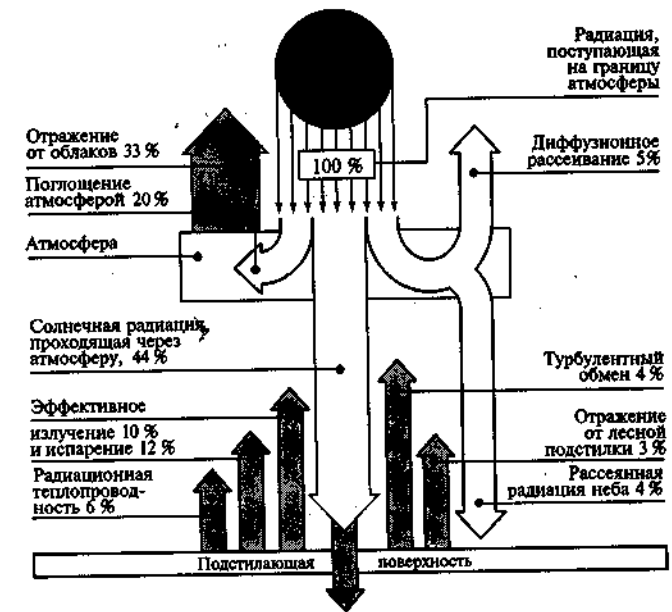 Радиация,
поступающая
на границу
атмосферы
Отражение
от облаков 33 %
100 %
Диффузионное
рассеивание 5%
Поглощение
атмосферой 20 %
Атмосфера
Солнечная радиация,
проходящая через
атмосферу, 44 %
Турбулентный
обмен 4 %
Эффективное
излучение 10 %
и испарение 12 %
Отражение
от лесной
подстилки 3 %
Радиационная
теплопровод-
ность 6 %
Рассеянная
радиация неба 4 %
Подстилающая поверхность